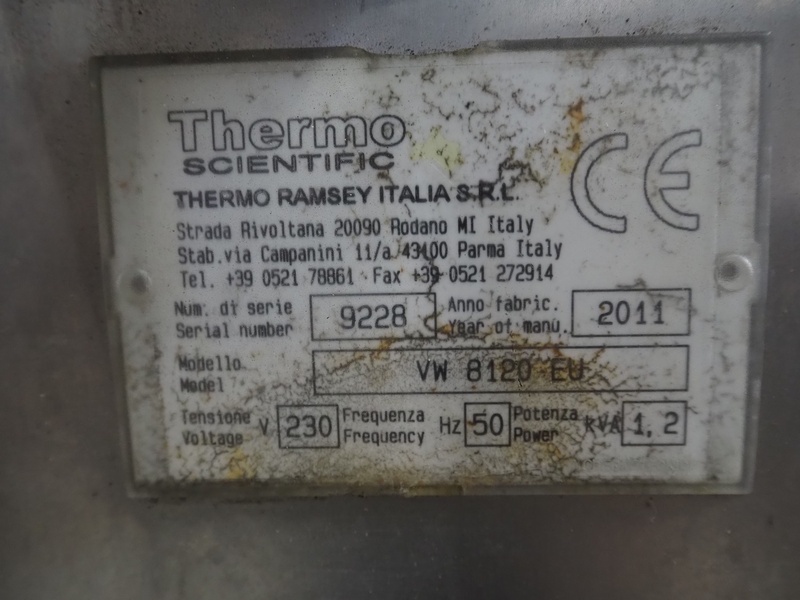 Thermo
SCIENTIFIC
CE
THERMO RAMSEY ITALIA S.R.L.
Strada Rivoltana 20090 Rodano MI Italy
Stab.via Campanini 11/a 43100 Parma Italy
Tel. +39 0521 78861 Fax +39 0521 272914
Num. di serie 9228 Anno fabric. 2011
Serial number Year of manu.
Modello VW 8120 EU
Model
Tensione V 230 Frequenza Hz 50 Potenza kVA 1,2
Voltage Frequency Power